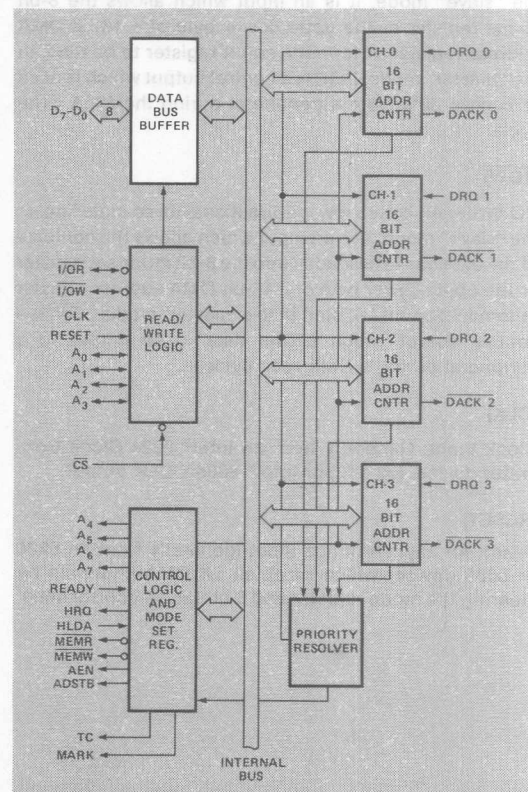 D7-D0
8
DATA
BUS
BUFFER
CH-0
16
BIT
ADDR
CNTR
DRQ 0
DACK 0
CH-1
16
BIT
ADDR
CNTR
DRQ 1
DACK 1
I/OR
I/OW
CLK
RESET
A0
A1
A2
A3
READ/
WRITE
LOGIC
CS
CH-2
16
BIT
ADDR
CNTR
DRQ 2
DACK 2
CH-3
16
BIT
ADDR
CNTR
DRQ 3
DACK 3
A4
A5
A6
A7
READY
HRQ
HLDA
MEMR
MEMW
AEN
ADSTB
CONTROL
LOGIC
AND
MODE
SET
REG.
PRIORITY
RESOLVER
TC
MARK
INTERNAL
BUS